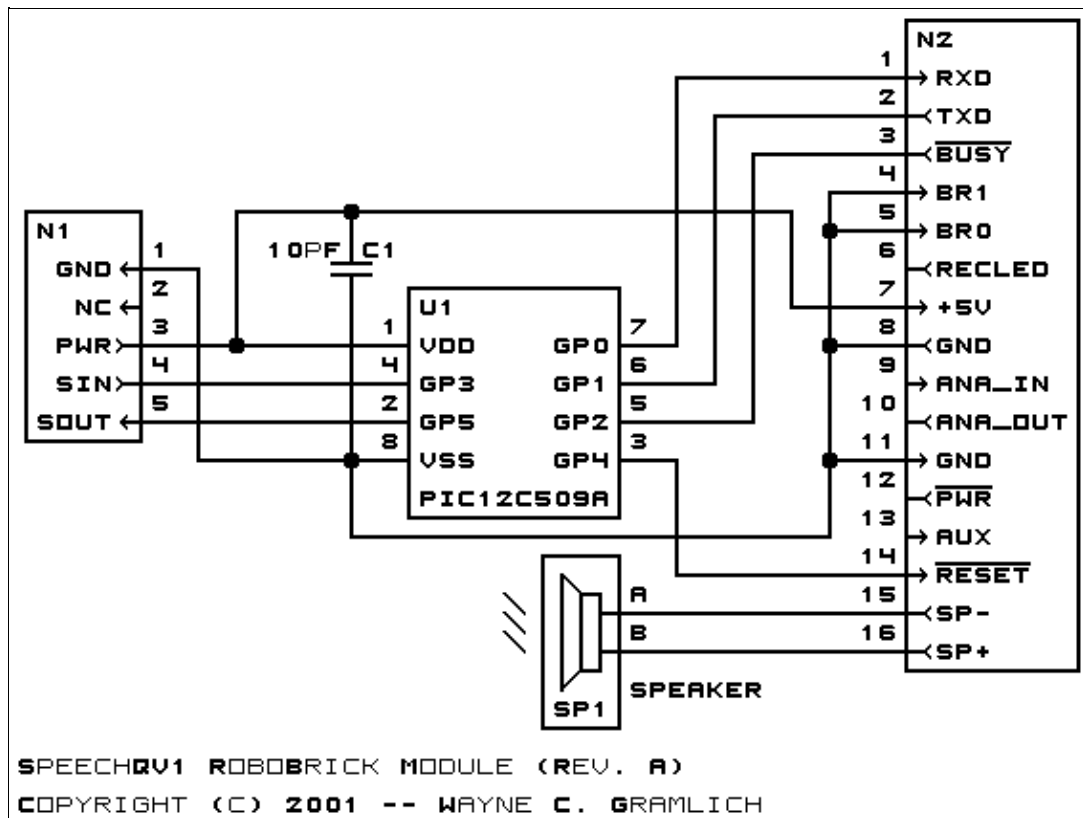 N2
1
RXD
2
TXD
3
BUSY
4
BR1
5
BR0
6
RECLED
7
+5V
8
GND
9
ANA_IN
10
ANA_OUT
11
GND
12
PWR
13
AUX
14
RESET
15
SP-
16
SP+
N1
1
GND
2
NC
3
PWR
4
SIN
5
SOUT
10PF C1
U1
1 VDD GP0 7
4 GP3 GP1 6
2 GP5 GP2 5
8 VSS GP4 3
PIC12C509A
A
B
SPEAKER
SP1
SPEECHQV1 ROBOBRICK MODULE (REV. A)
COPYRIGHT (C) 2001 -- WAYNE C. GRAMLICH